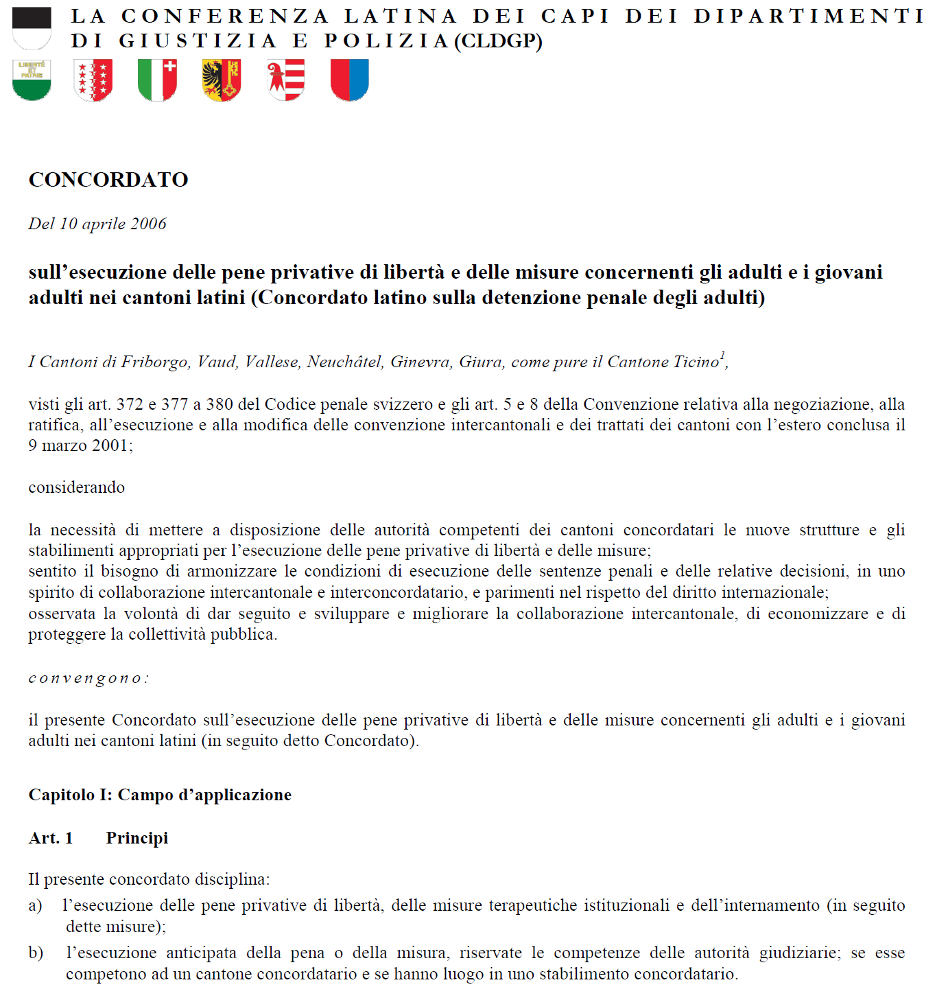 LA CONFERENZA LATINA DEI CAPI DEI DIPARTIMENTI
DI GIUSTIZIA E POLIZIA (CLDGP)
LIBERTÉ
ET
PATRIE
CONCORDATO
Del 10 aprile 2006
sull’esecuzione delle pene privative di libertà e delle misure concernenti gli adulti e i giovani
adulti nei cantoni latini (Concordato latino sulla detenzione penale degli adulti)
I Cantoni di Friborgo, Vaud, Vallese, Neuchâtel, Ginevra, Giura, come pure il Cantone Ticino1,
visti gli art. 372 e 377 a 380 del Codice penale svizzero e gli art. 5 e 8 della Convenzione relativa alla negoziazione, alla
ratifica, all’esecuzione e alla modifica delle convenzione intercantonali e dei trattati dei cantoni con l’estero conclusa il
9 marzo 2001;
considerando
la necessità di mettere a disposizione delle autorità competenti dei cantoni concordatari le nuove strutture e gli
stabilimenti appropriati per l’esecuzione delle pene privative di libertà e delle misure;
sentito il bisogno di armonizzare le condizioni di esecuzione delle sentenze penali e delle relative decisioni, in uno
spirito di collaborazione intercantonale e interconcordatario, e parimenti nel rispetto del diritto internazionale;
osservata la volontà di dar seguito e sviluppare e migliorare la collaborazione intercantonale, di economizzare e di
proteggere la collettività pubblica.
convengono:
il presente Concordato sull’esecuzione delle pene privative di libertà e delle misure concernenti gli adulti e i giovani
adulti nei cantoni latini (in seguito detto Concordato).
Capitolo I: Campo d’applicazione
Art. 1 Principi
Il presente concordato disciplina:
a) l’esecuzione delle pene privative di libertà, delle misure terapeutiche istituzionali e dell’internamento (in seguito
dette misure);
b) l’esecuzione anticipata della pena o della misura, riservate le competenze delle autorità giudiziarie; se esse
competono ad un cantone concordatario e se hanno luogo in uno stabilimento concordatario.